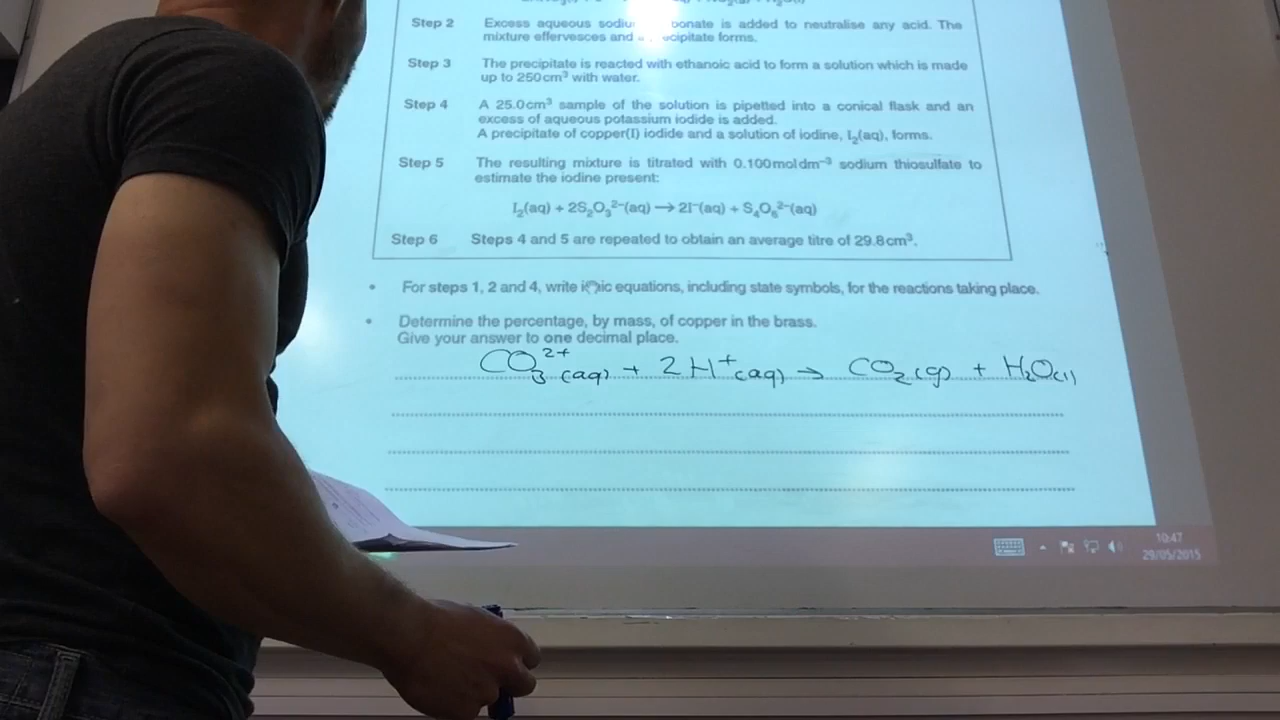 Step 2 Excess aqueous is added to neutralise any acid. The
mixture effervesces and forms.
Step 3 The precipitate is reacted with ethanoic acid to form a solution which is made
up to 250 cm³ with water.
Step 4 A 25.0 cm³ sample of the solution is pipetted into a conical flask and an
excess of aqueous potassium iodide is added.
A precipitate of copper(I) iodide and a solution of iodine, I₂(aq), forms.
Step 5 The resulting mixture is titrated with 0.100 mol dm⁻³ sodium thiosulfate to
estimate the iodine present:
I₂(aq) + 2S₂O₃²⁻(aq) → 2I⁻(aq) + S₄O₆²⁻(aq)
Step 6 Steps 4 and 5 are repeated to obtain an average titre of 29.8 cm³.
• For steps 1, 2 and 4, write ionic equations, including state symbols, for the reactions taking place.
• Determine the percentage, by mass, of copper in the brass.
Give your answer to one decimal place.
CO₃²⁺(aq) + 2H⁺(aq) → CO₂(g) + H₂O(l)
10:47
29/05/2015